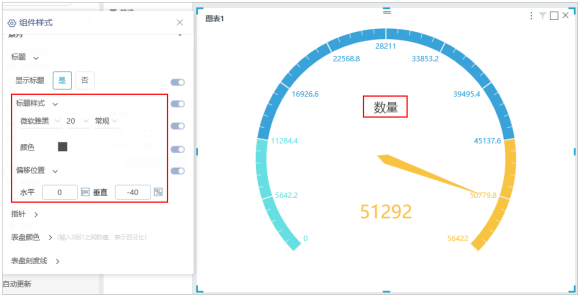 组件样式
标题
显示标题 是 否
标题样式
微软雅黑 20 常规
颜色
偏移位置
水平 0 垂直 -40
指针
表盘颜色
表盘刻度线
自动更新
图表1
28211
22568.8 33853.2
16926.6 39495.4
数量
11284.4 45137.6
5642.2 50779.8
51292
0 56422